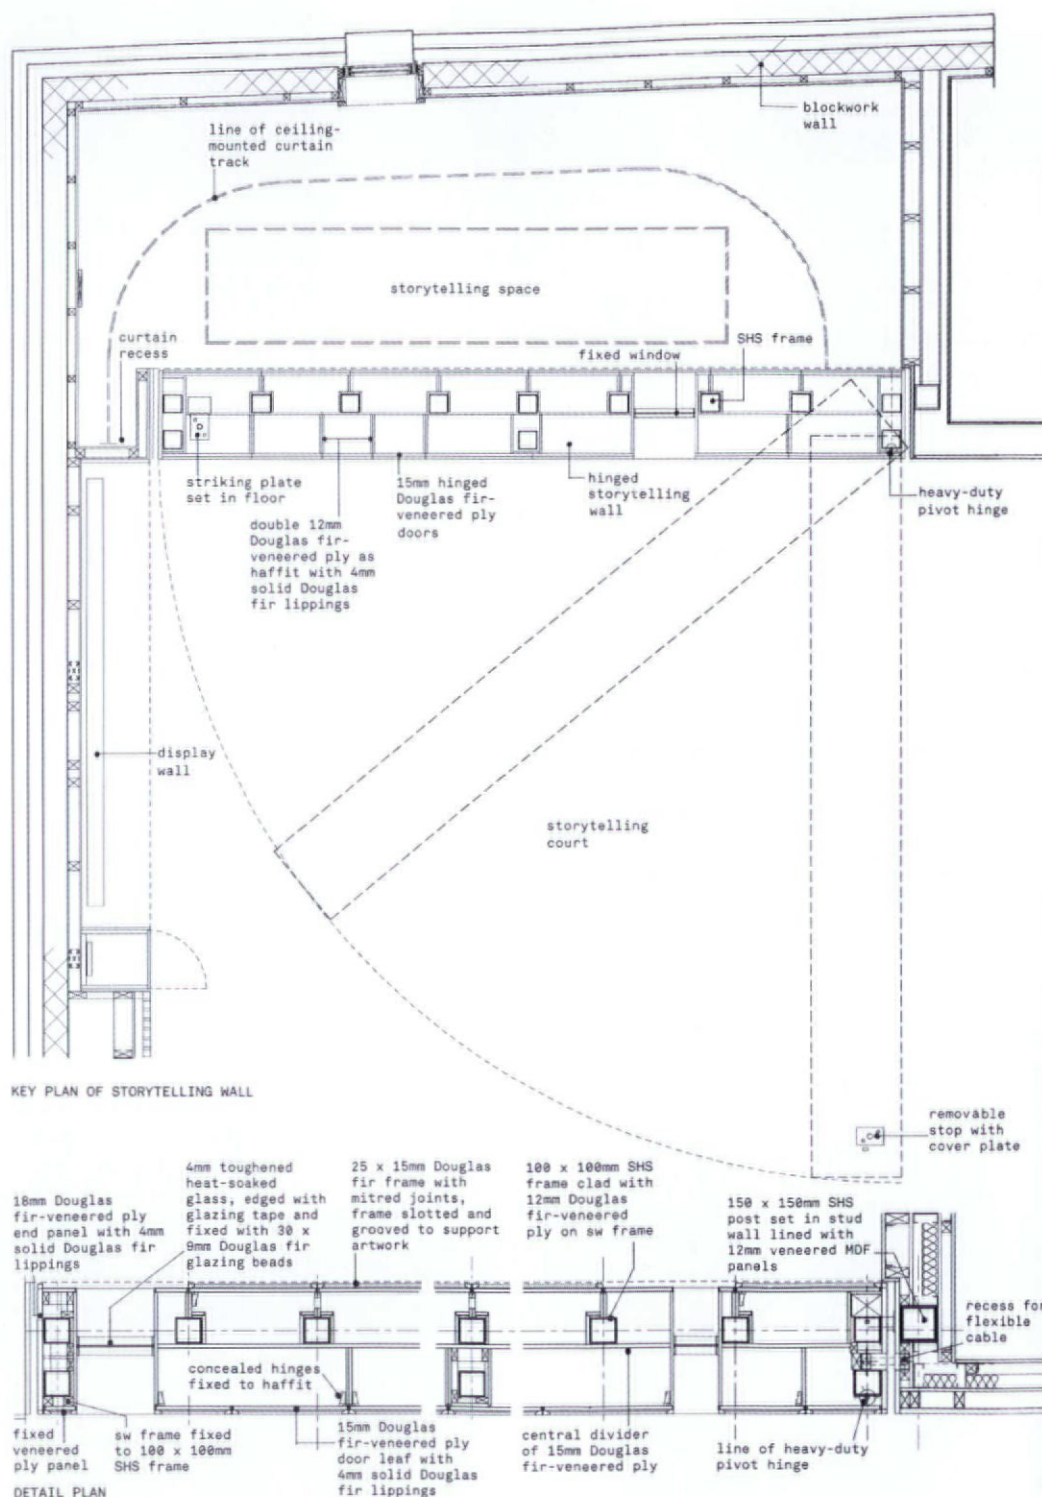 blockwork
wall
line of ceiling-
mounted curtain
track
storytelling space
curtain
recess
fixed window
SHS frame
striking plate
set in floor
15mm hinged
Douglas fir-
veneered ply
doors
hinged
storytelling
wall
heavy-duty
pivot hinge
double 12mm
Douglas fir-
veneered ply as
haffit with 4mm
solid Douglas
fir lippings
display
wall
storytelling
court
KEY PLAN OF STORYTELLING WALL
removable
stop with
cover plate
18mm Douglas
fir-veneered ply
end panel with 4mm
solid Douglas fir
lippings
4mm toughened
heat-soaked
glass, edged with
glazing tape and
fixed with 30 x
9mm Douglas fir
glazing beads
25 x 15mm Douglas
fir frame with
mitred joints,
frame slotted and
grooved to support
artwork
100 x 100mm SHS
frame clad with
12mm Douglas
fir-veneered
ply on sw frame
150 x 150mm SHS
post set in stud
wall lined with
12mm veneered MDF
panels
recess for
flexible
cable
concealed hinges
fixed to haffit
fixed
veneered
ply panel
sw frame fixed
to 100 x 100mm
SHS frame
15mm Douglas
fir-veneered ply
door leaf with
4mm solid Douglas
fir lippings
central divider
of 15mm Douglas
fir-veneered ply
line of heavy-duty
pivot hinge
DETAIL PLAN